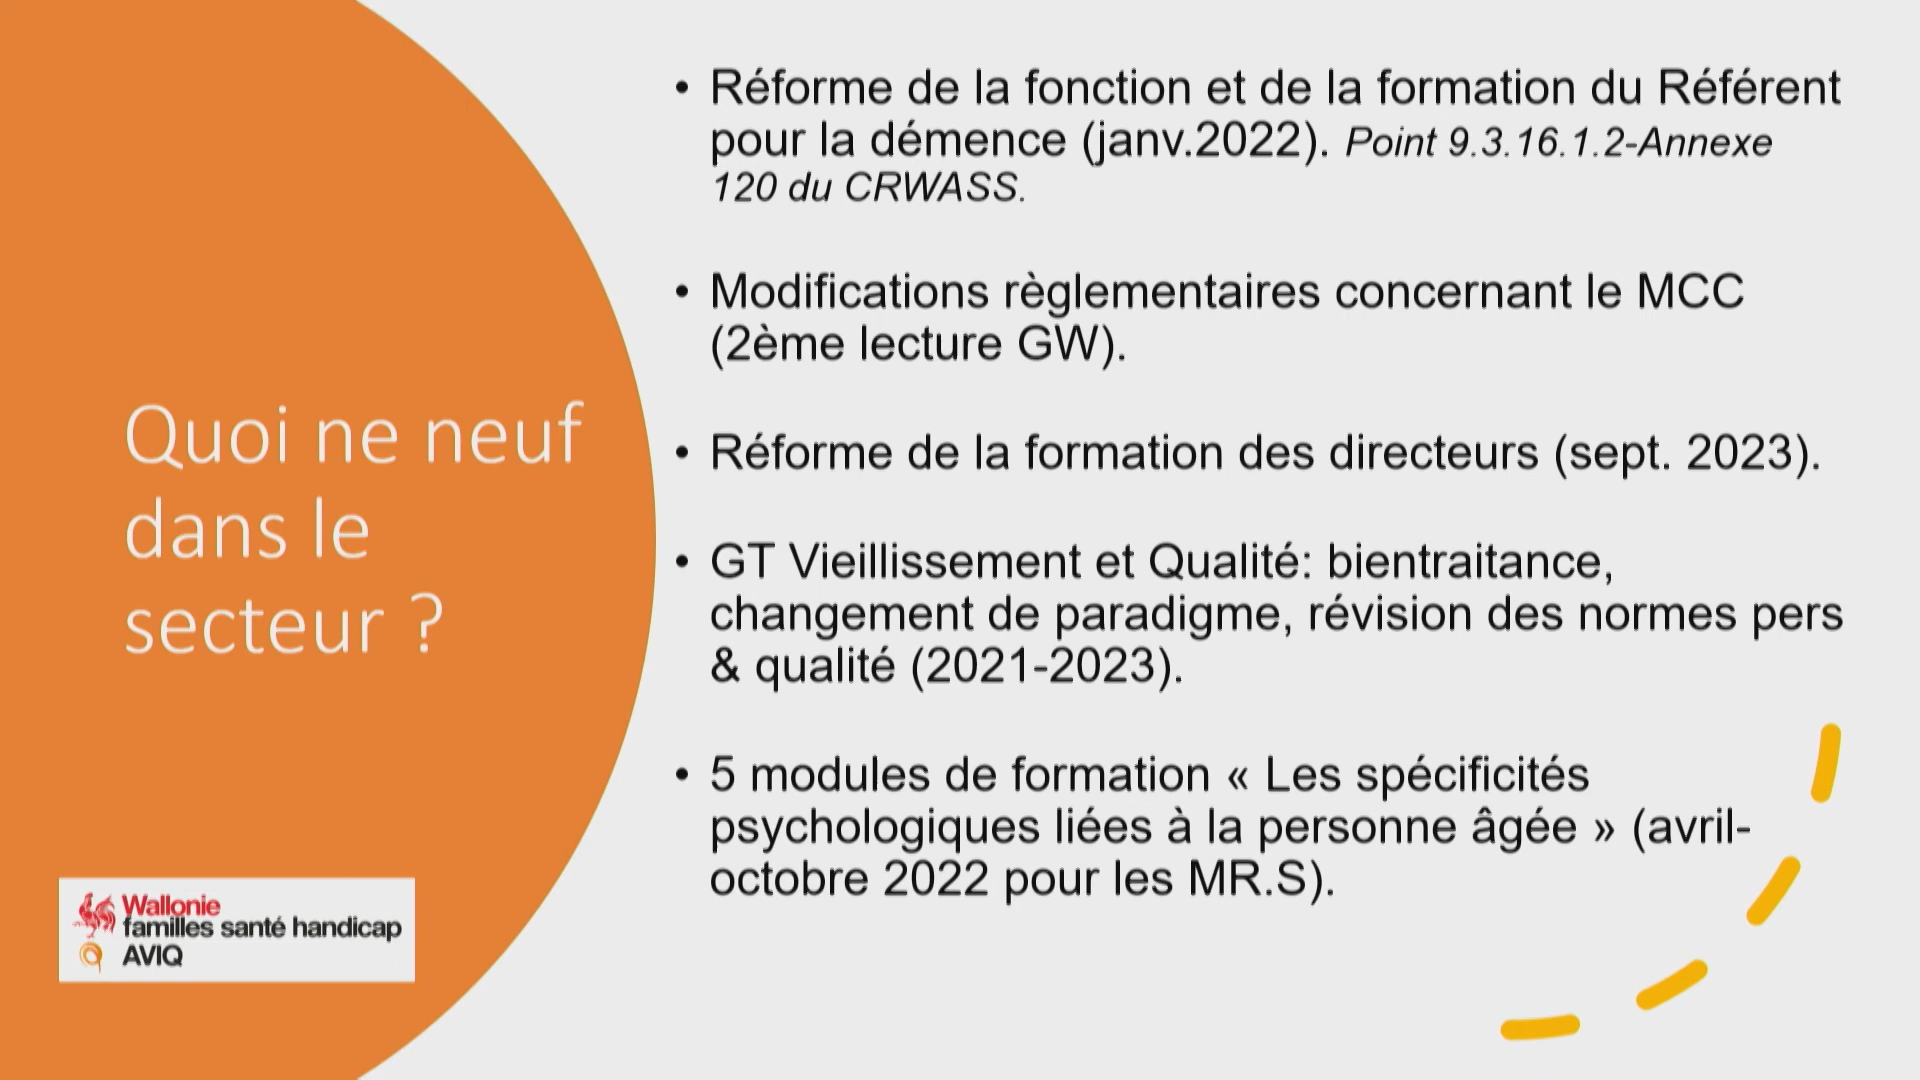 Quoi ne neuf
dans le
secteur ?
• Réforme de la fonction et de la formation du Référent
pour la démence (janv.2022). Point 9.3.16.1.2-Annexe
120 du CRWASS.
• Modifications règlementaires concernant le MCC
(2ème lecture GW).
• Réforme de la formation des directeurs (sept. 2023).
• GT Vieillissement et Qualité: bientraitance,
changement de paradigme, révision des normes pers
& qualité (2021-2023).
• 5 modules de formation « Les spécificités
psychologiques liées à la personne âgée » (avril-
octobre 2022 pour les MR.S).
Wallonie
familles santé handicap
AVIQ